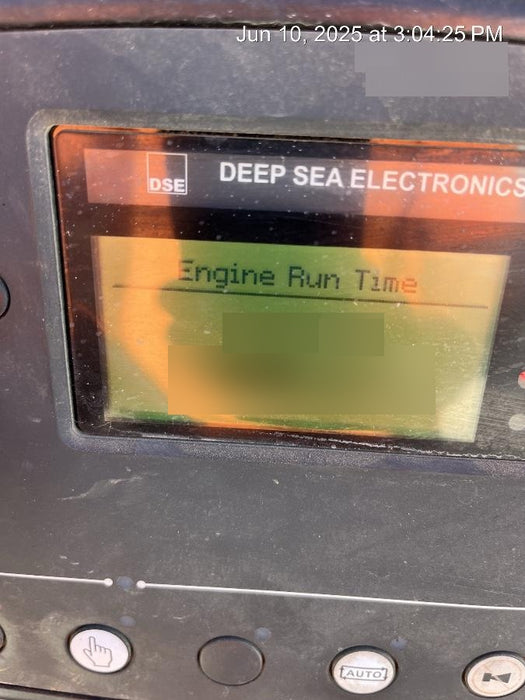 Jun 10, 2025 at 3:04:25 PM
DSE
DEEP SEA ELECTRONICS
Engine Run Time
AUTO